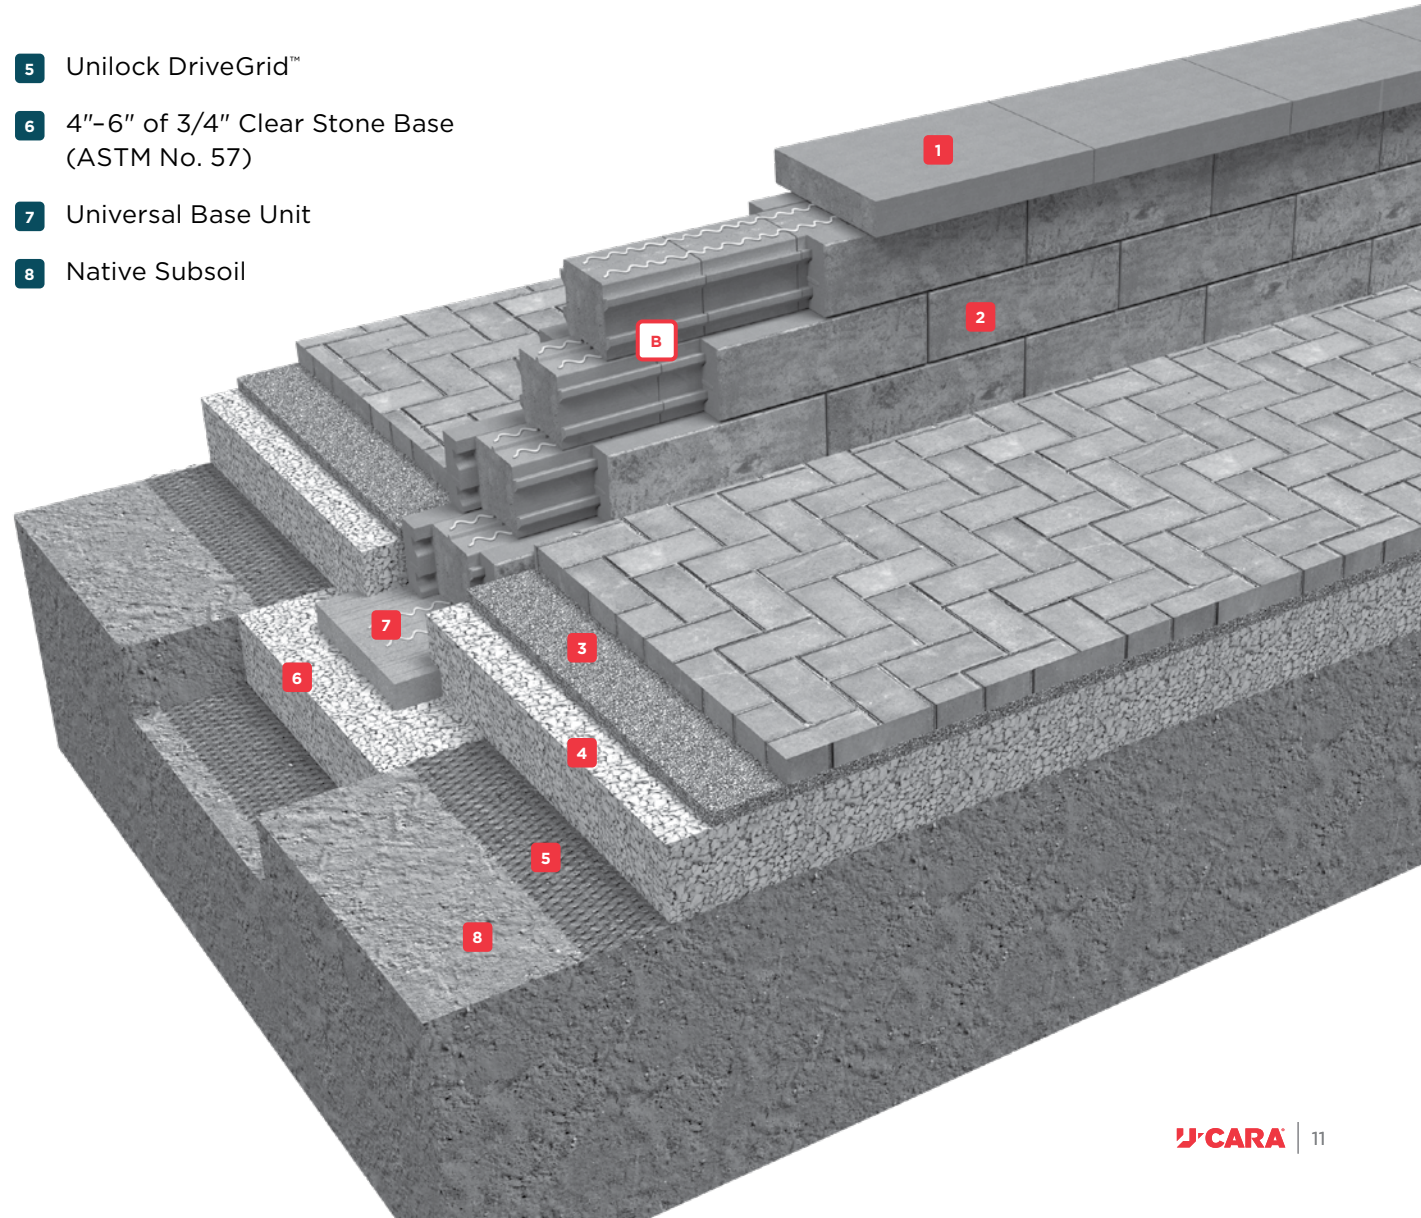 5 Unilock DriveGrid™
6 4"–6" of 3/4" Clear Stone Base
(ASTM No. 57)
7 Universal Base Unit
8 Native Subsoil
1
2
B
3
7
6
4
5
8
U-CARA 11